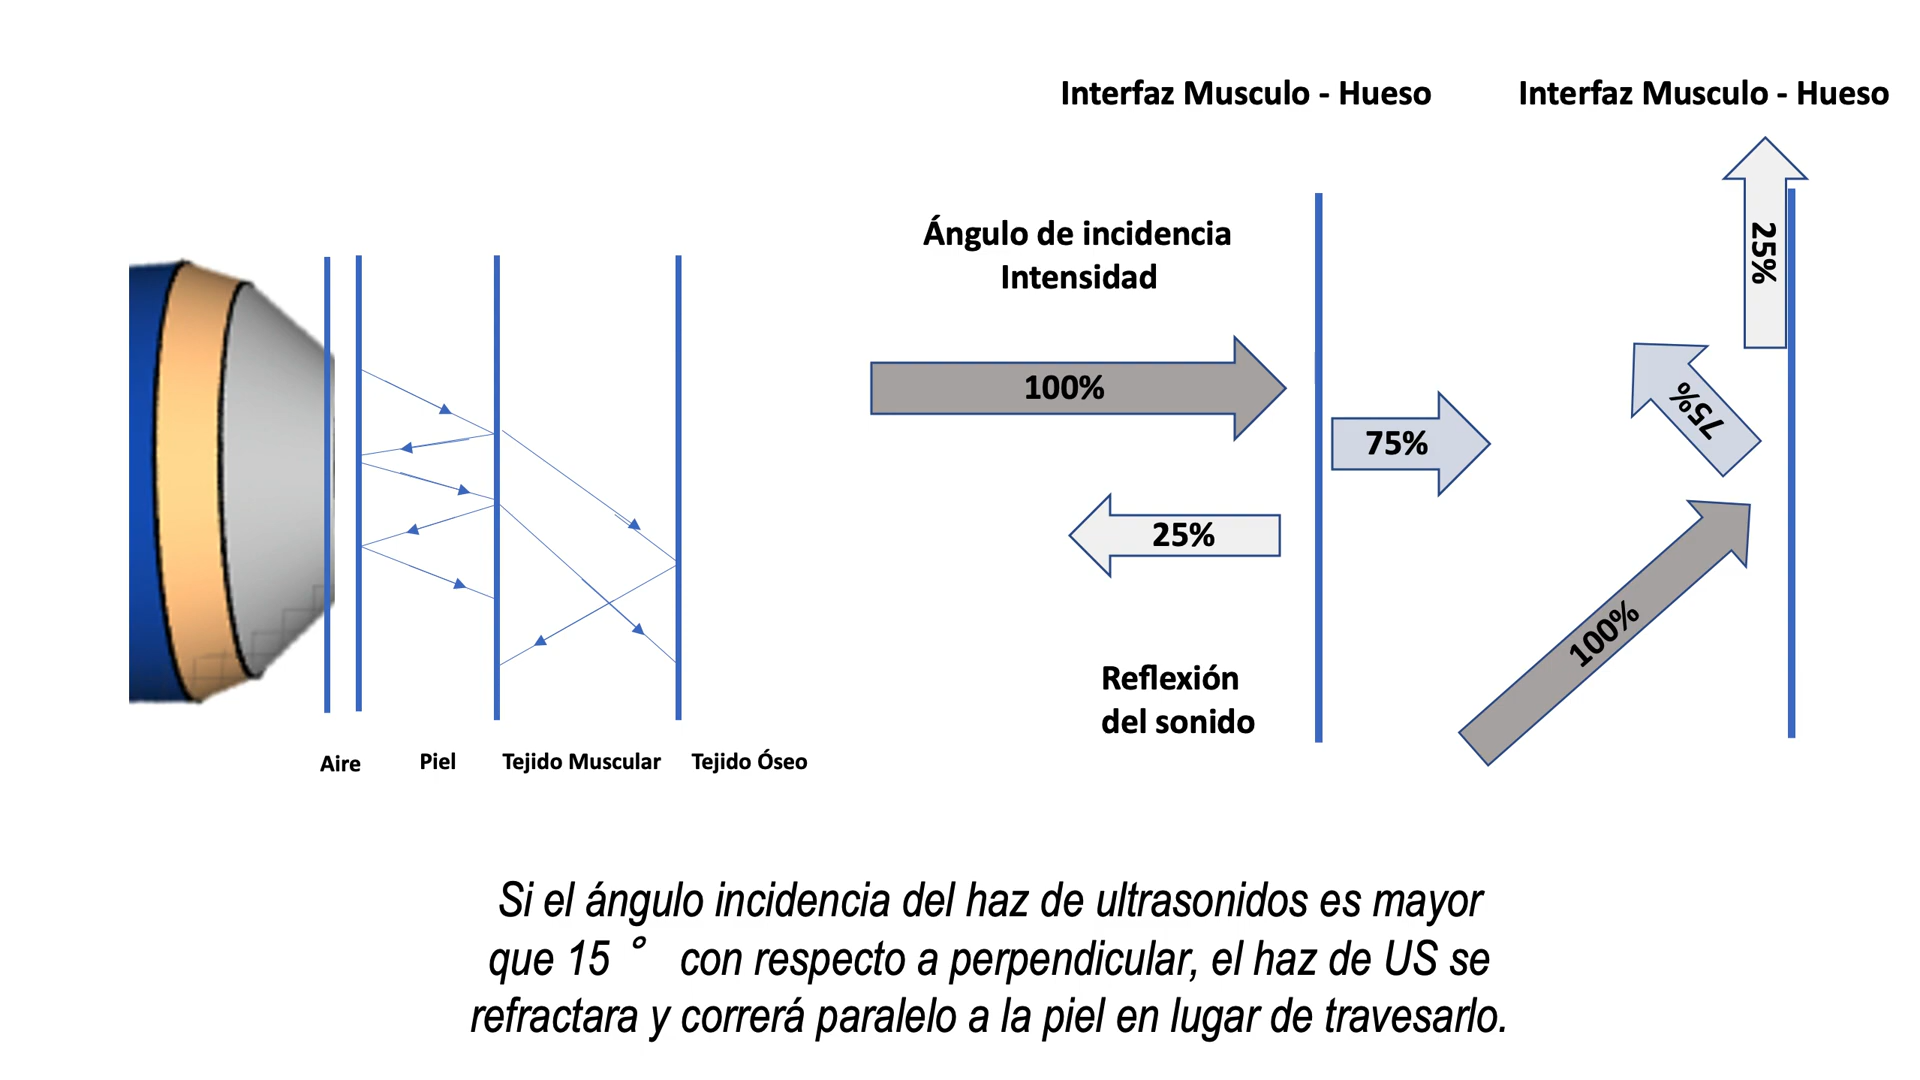 Interfaz Musculo - Hueso
Interfaz Musculo - Hueso
Ángulo de incidencia
Intensidad
100%
75%
25%
Reflexión
del sonido
25%
75%
100%
Aire
Piel
Tejido Muscular
Tejido Óseo
Si el ángulo incidencia del haz de ultrasonidos es mayor
que 15 ° con respecto a perpendicular, el haz de US se
refractara y correrá paralelo a la piel en lugar de travesarlo.